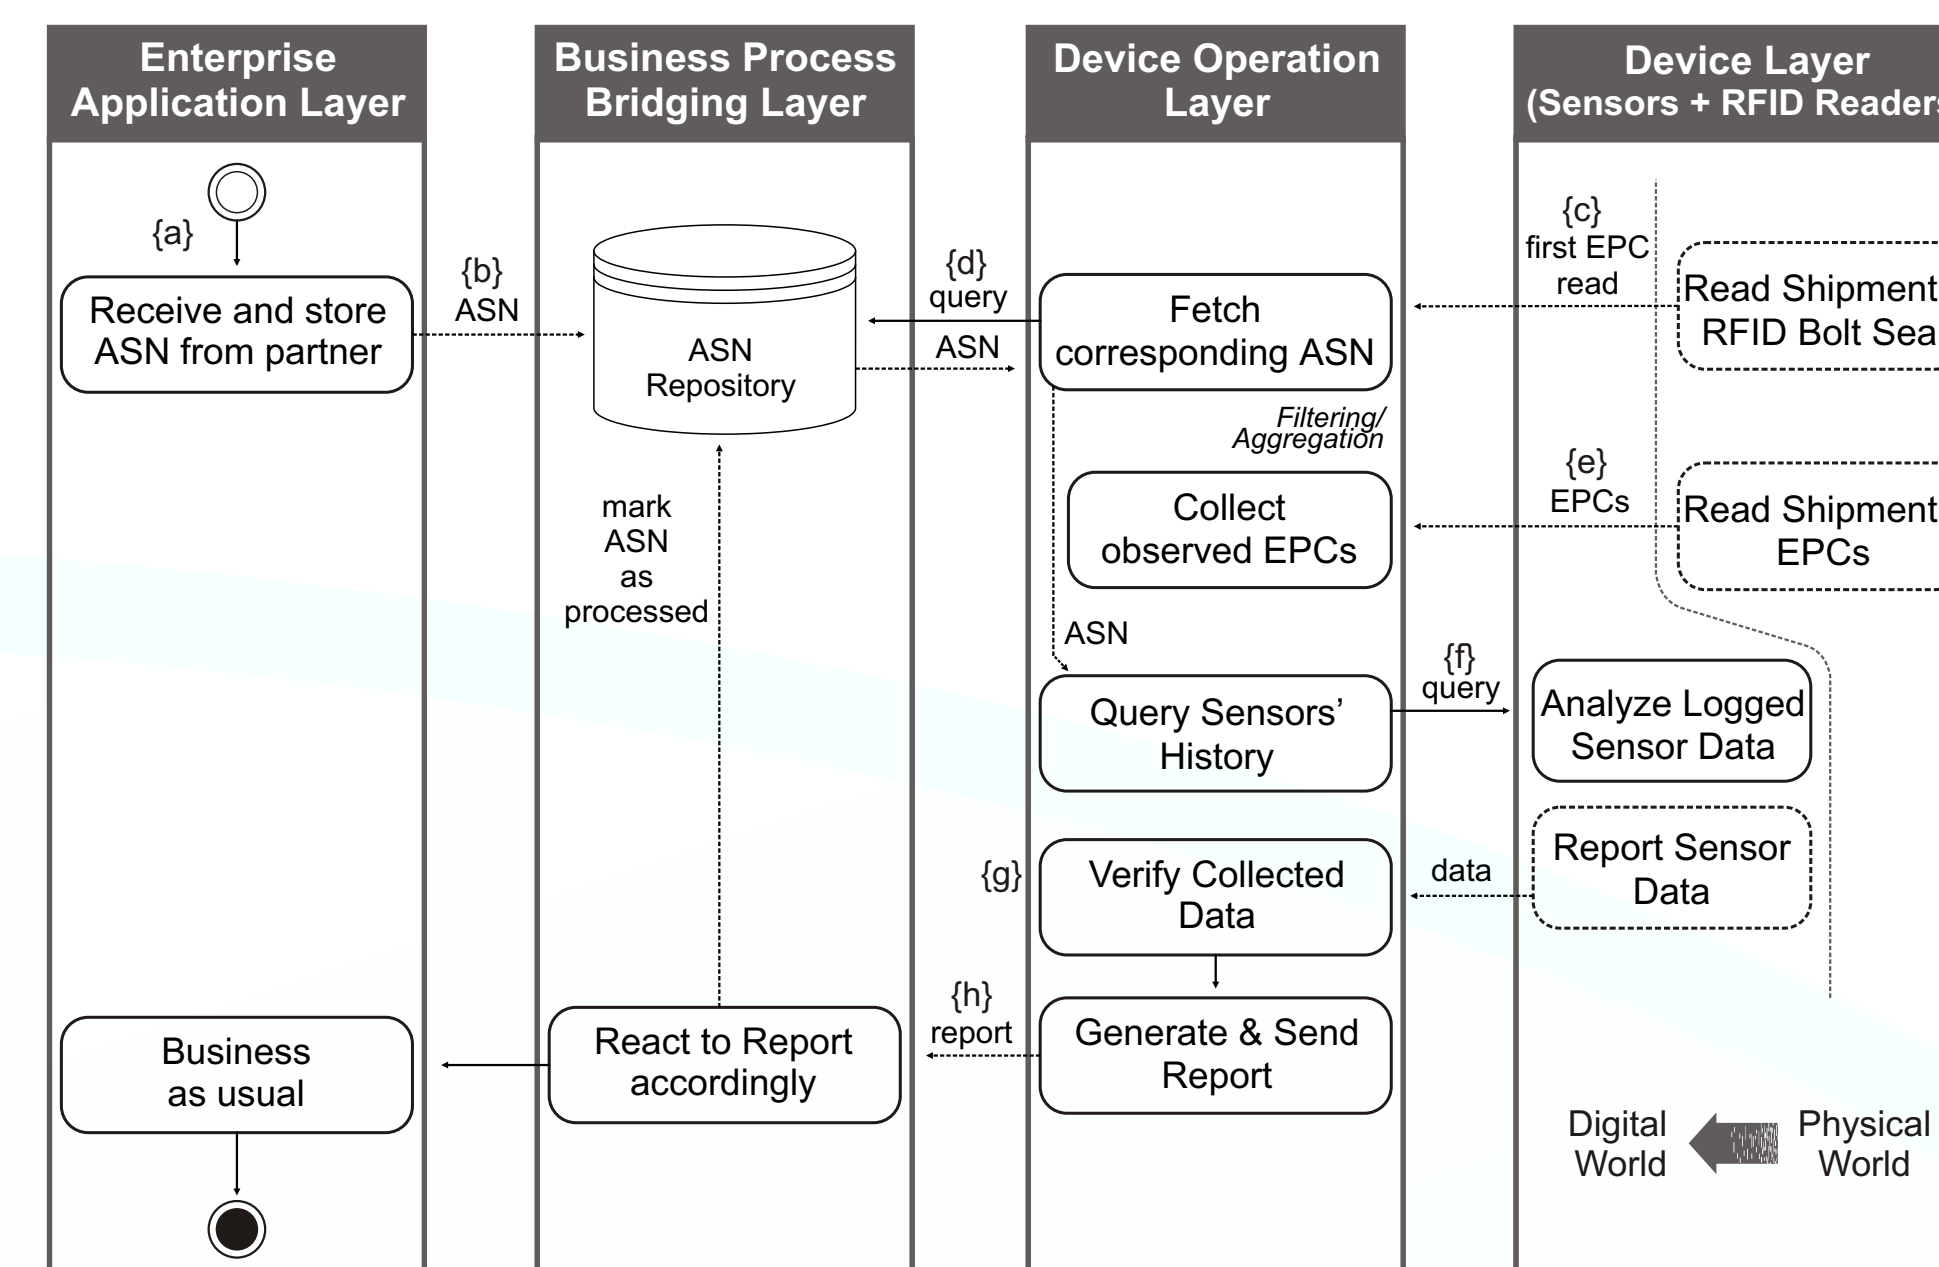 Enterprise
Application Layer
Business Process
Bridging Layer
Device Operation
Layer
Device Layer
(Sensors + RFID Readers
{a}
Receive and store
ASN from partner
{b}
ASN
ASN
Repository
{d}
query
ASN
Fetch
corresponding ASN
{c}
first EPC
read
Read Shipment
RFID Bolt Sea
Filtering/
Aggregation
mark
ASN
as
processed
Collect
observed EPCs
{e}
EPCs
Read Shipment
EPCs
ASN
Query Sensors’
History
{f}
query
Analyze Logged
Sensor Data
{g}
Verify Collected
Data
data
Report Sensor
Data
Business
as usual
React to Report
accordingly
{h}
report
Generate & Send
Report
Digital
World
Physical
World